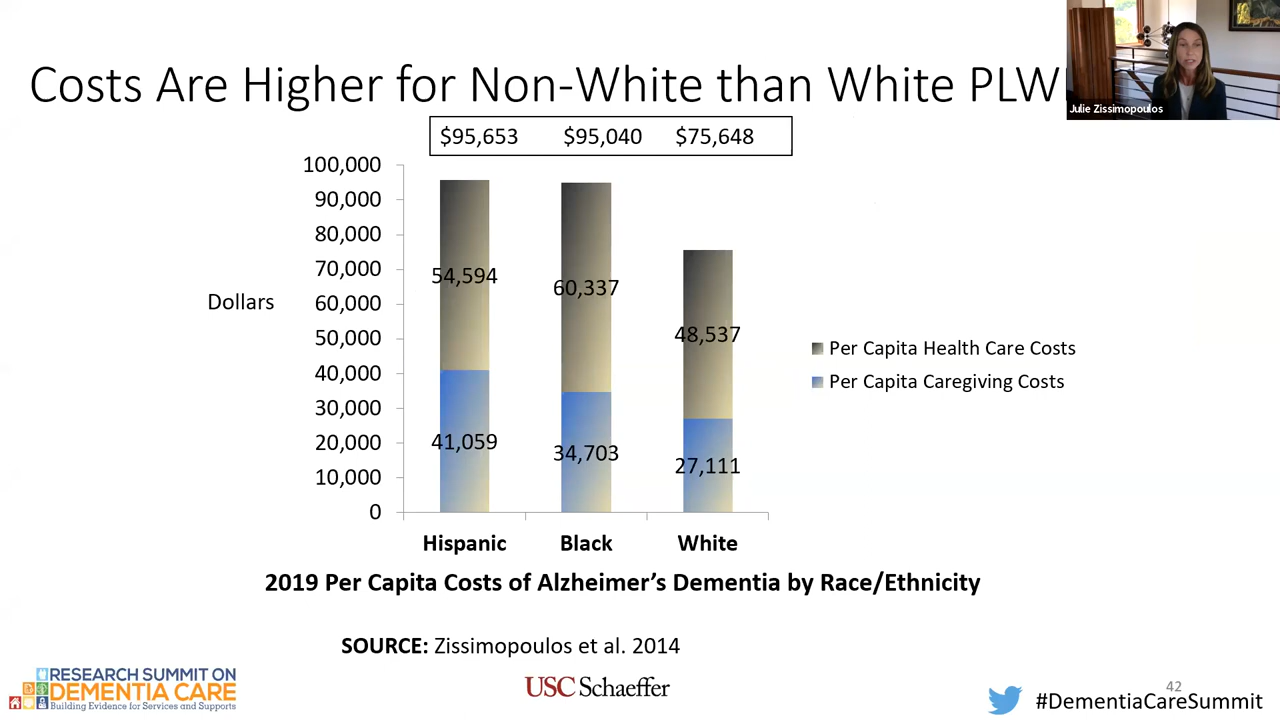 Costs Are Higher for Non-White than White PLW
Julie Zissimopoulos
$95,653 $95,040 $75,648
100,000
90,000
80,000
70,000
60,000
50,000
40,000
30,000
20,000
10,000
0
Dollars
54,594
60,337
48,537
41,059
34,703
27,111
Per Capita Health Care Costs
Per Capita Caregiving Costs
Hispanic Black White
2019 Per Capita Costs of Alzheimer’s Dementia by Race/Ethnicity
SOURCE: Zissimopoulos et al. 2014
RESEARCH SUMMIT ON
DEMENTIA CARE
Building Evidence for Services and Supports
USC Schaeffer
42
#DementiaCareSummit